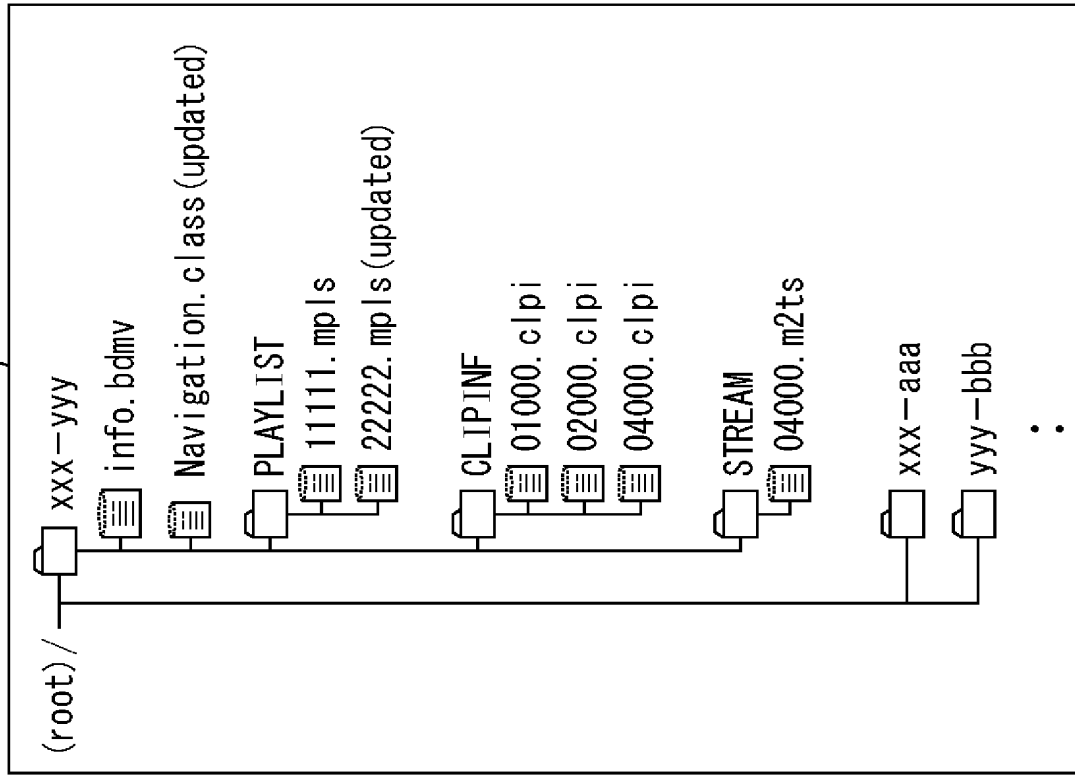 (root)/
xxx-yyy
info.bdmv
Navigation.class(updated)
PLAYLIST
11111.mpls
22222.mpls(updated)
CLIPINF
01000.clpi
02000.clpi
04000.clpi
STREAM
04000.m2ts
xxx-aaa
yyy-bbb